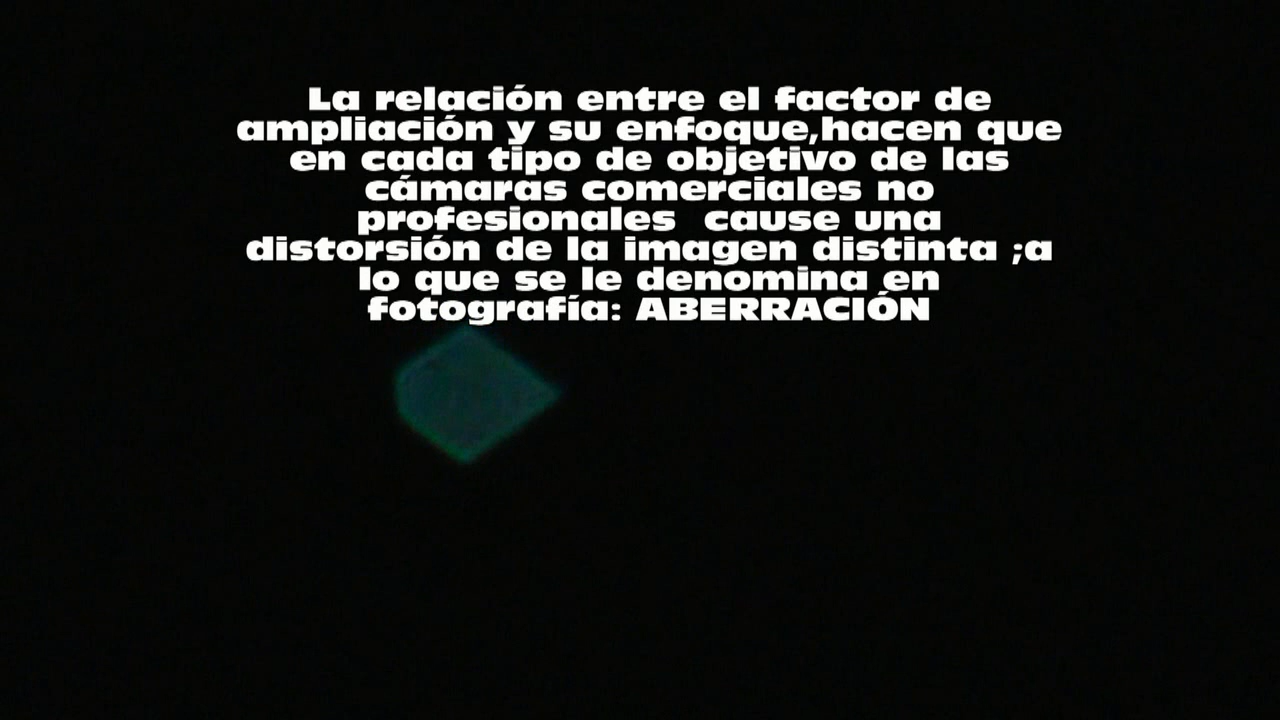 La relación entre el factor de
ampliación y su enfoque,hacen que
en cada tipo de objetivo de las
cámaras comerciales no
profesionales  cause una
distorsión de la imagen distinta ;a
lo que se le denomina en
fotografía: ABERRACIÓN